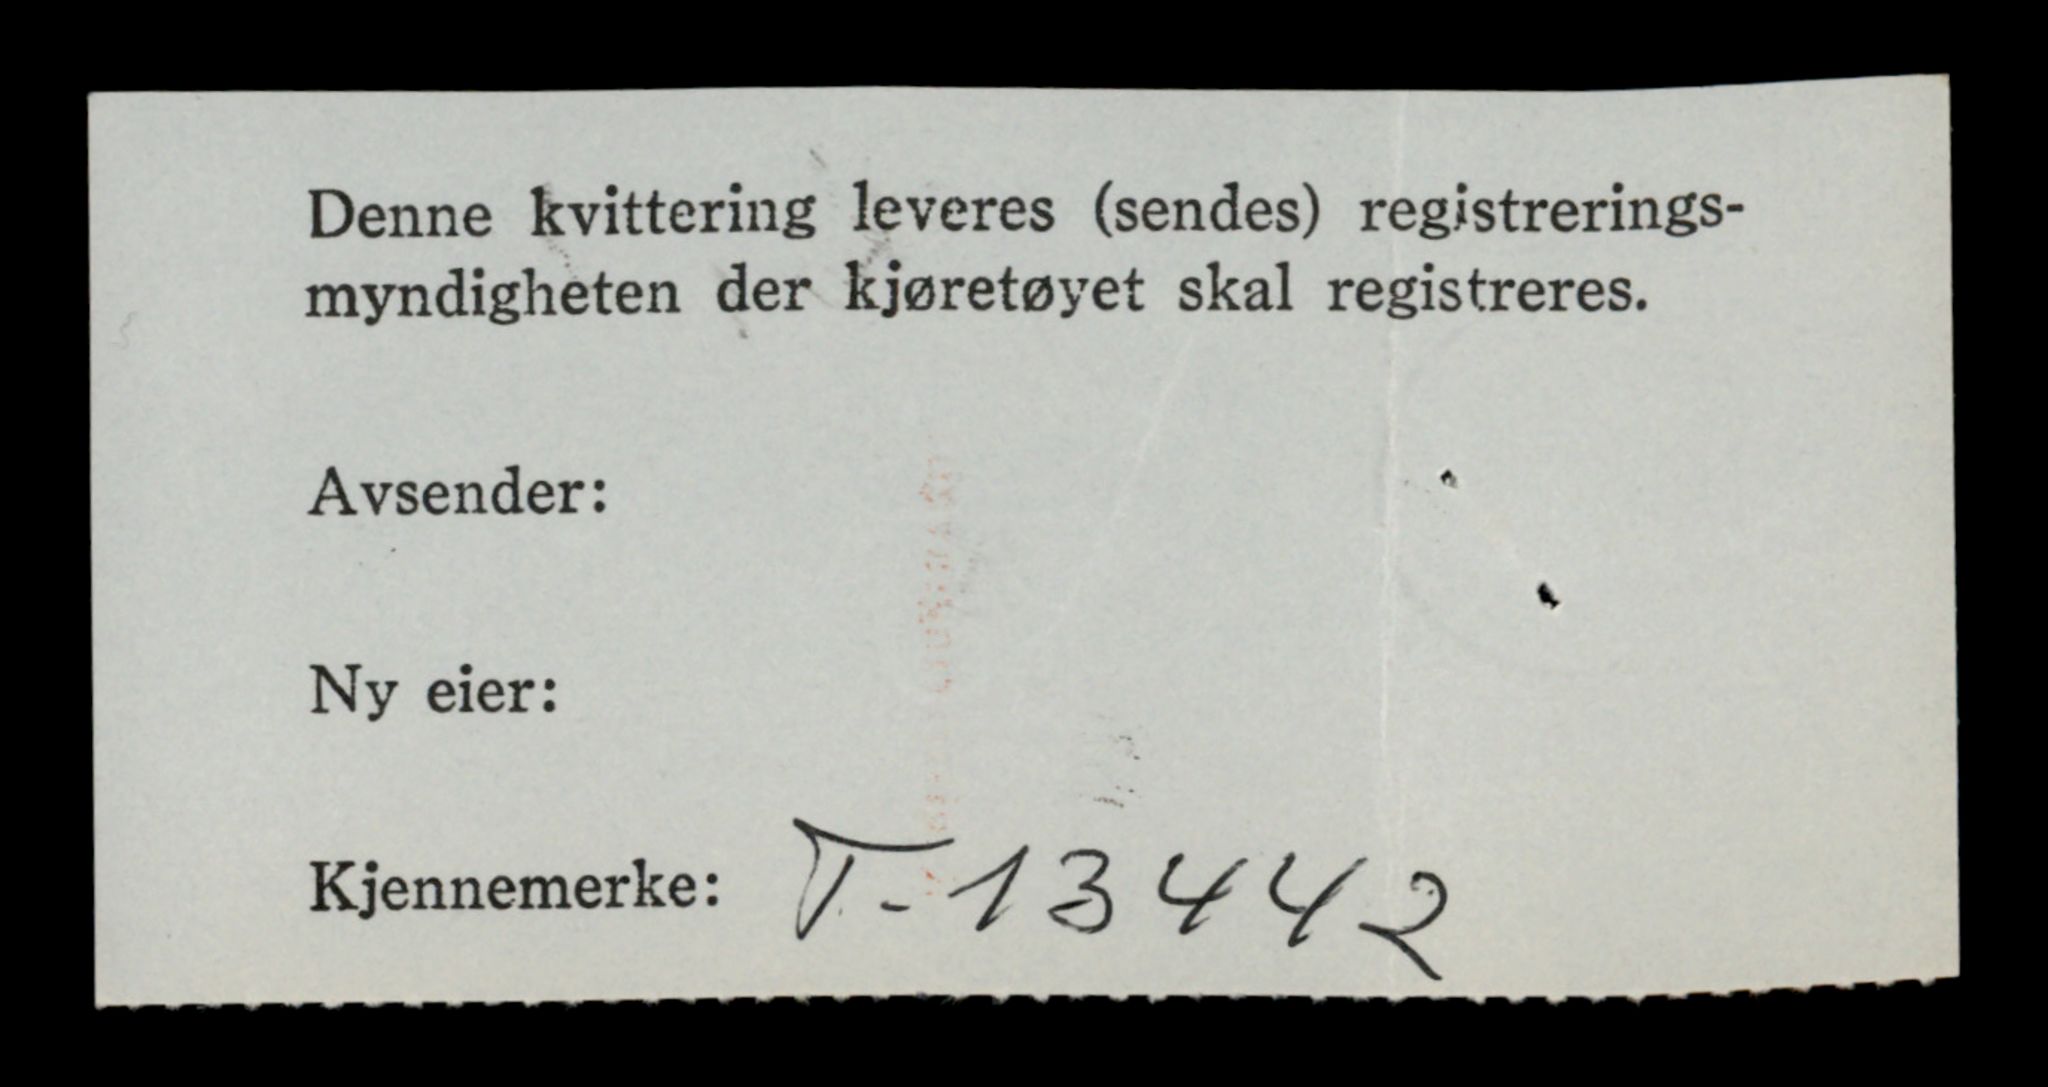 Denne kvittering leveres (sendes) registrerings-
myndigheten der kjøretøyet skal registreres.
Avsender:
Ny eier:
Kjennemerke: T-13442